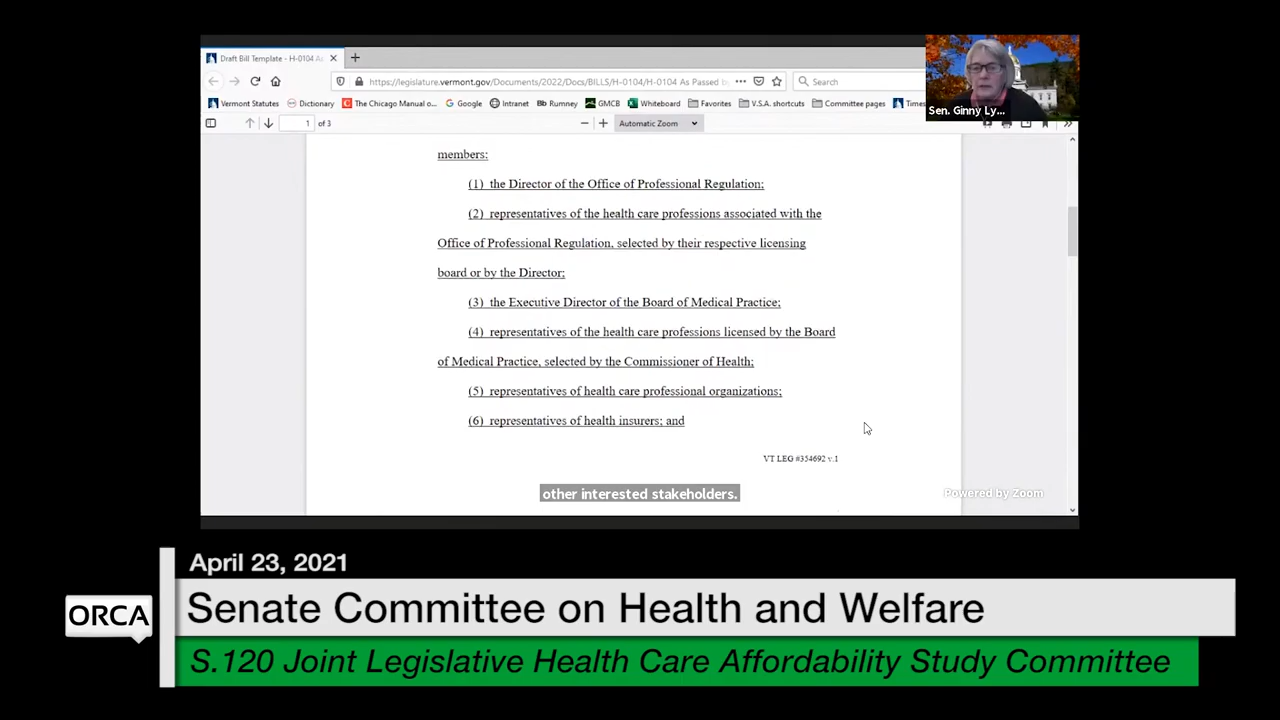 Draft Bill Template - H-0104 As
https://legislature.vermont.gov/Documents/2022/Docs/BILLS/H-0104/H-0104 As Passed
Search
Vermont Statutes Dictionary The Chicago Manual o... Google Intranet Bb Rumney GMCB Whiteboard Favorites V.S.A. shortcuts Committee pages Times
Sen. Ginny Ly...
1 of 3 Automatic Zoom
members:
(1) the Director of the Office of Professional Regulation;
(2) representatives of the health care professions associated with the
Office of Professional Regulation, selected by their respective licensing
board or by the Director;
(3) the Executive Director of the Board of Medical Practice;
(4) representatives of the health care professions licensed by the Board
of Medical Practice, selected by the Commissioner of Health;
(5) representatives of health care professional organizations;
(6) representatives of health insurers; and
VT LEG #354692 v.1
other interested stakeholders.
Powered by Zoom
April 23, 2021
ORCA
Senate Committee on Health and Welfare
S.120 Joint Legislative Health Care Affordability Study Committee